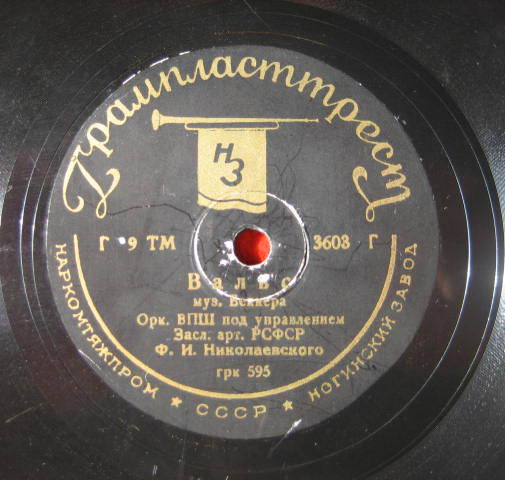 Грампласттрест
НЗ
Г 9 ТМ 3603 Г
Вальс
муз. Беккера
Орк. ВПШ под управлением
Засл. арт. РСФСР
Ф. И. Николаевского
грк 595
НАРКОМТЯЖПРОМ ★ СССР ★ НОГИНСКИЙ ЗАВОД